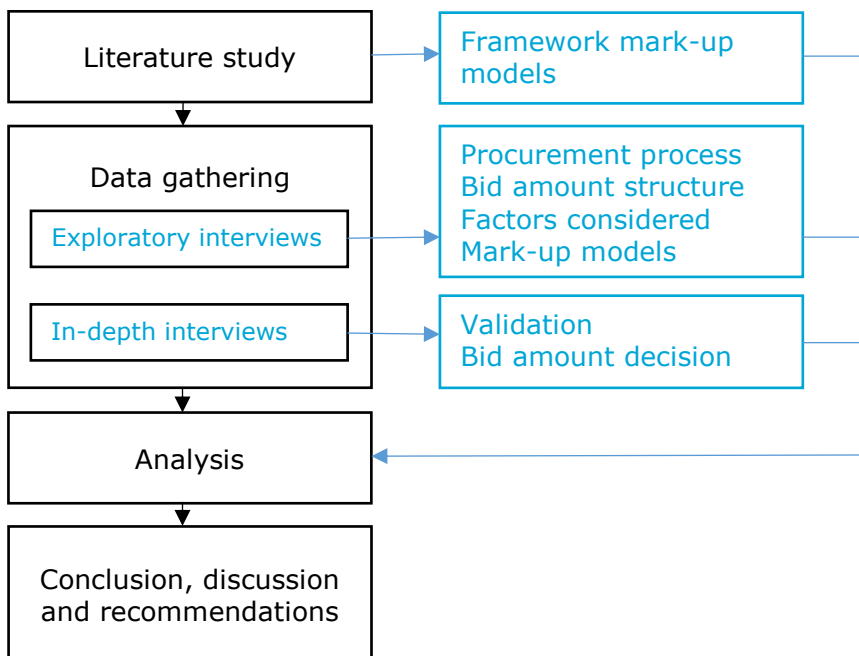 Literature study
Framework mark-up
models
Data gathering
Exploratory interviews
Procurement process
Bid amount structure
Factors considered
Mark-up models
In-depth interviews
Validation
Bid amount decision
Analysis
Conclusion, discussion
and recommendations